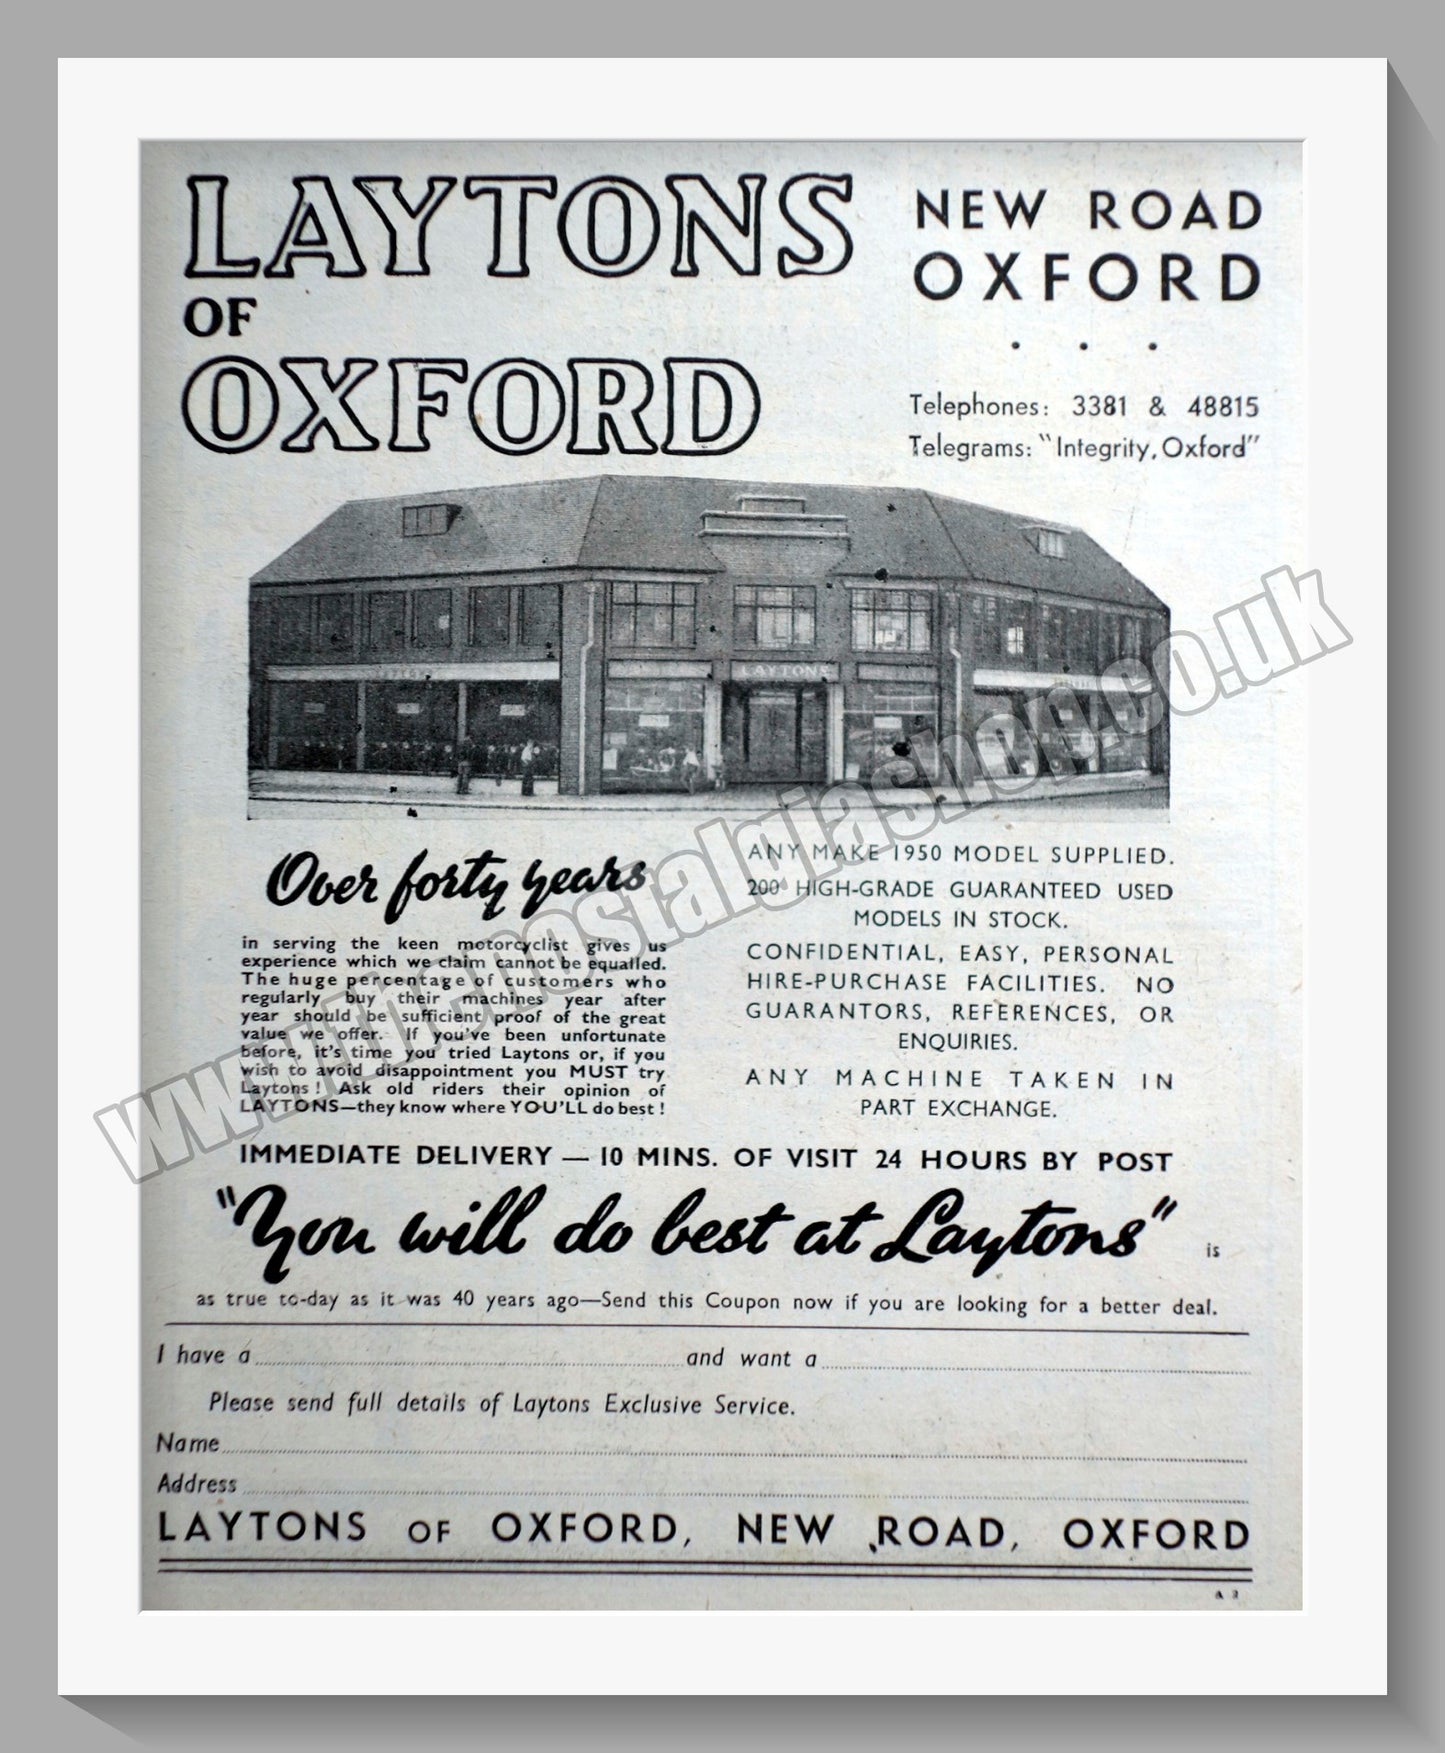 LAYTONS
OF
OXFORD
NEW ROAD
OXFORD
. . .
Telephones: 3381 & 48815
Telegrams: "Integrity, Oxford"
LAYTONS
Over forty years
in serving the keen motorcyclist gives us
experience which we claim cannot be equalled.
The huge percentage of customers who
regularly buy their machines year after
year should be sufficient proof of the great
value we offer. If you've been unfortunate
before, it's time you tried Laytons or, if you
wish to avoid disappointment you MUST try
Laytons! Ask old riders their opinion of
LAYTONS—they know where YOU'LL do best!
ANY MAKE 1950 MODEL SUPPLIED.
200 HIGH-GRADE GUARANTEED USED
MODELS IN STOCK.
CONFIDENTIAL, EASY, PERSONAL
HIRE-PURCHASE FACILITIES. NO
GUARANTORS, REFERENCES, OR
ENQUIRIES.
ANY MACHINE TAKEN IN
PART EXCHANGE.
IMMEDIATE DELIVERY — 10 MINS. OF VISIT 24 HOURS BY POST
"You will do best at Laytons" is
as true to-day as it was 40 years ago—Send this Coupon now if you are looking for a better deal.
I have a and want a
Please send full details of Laytons Exclusive Service.
Name
Address
LAYTONS OF OXFORD, NEW ROAD, OXFORD